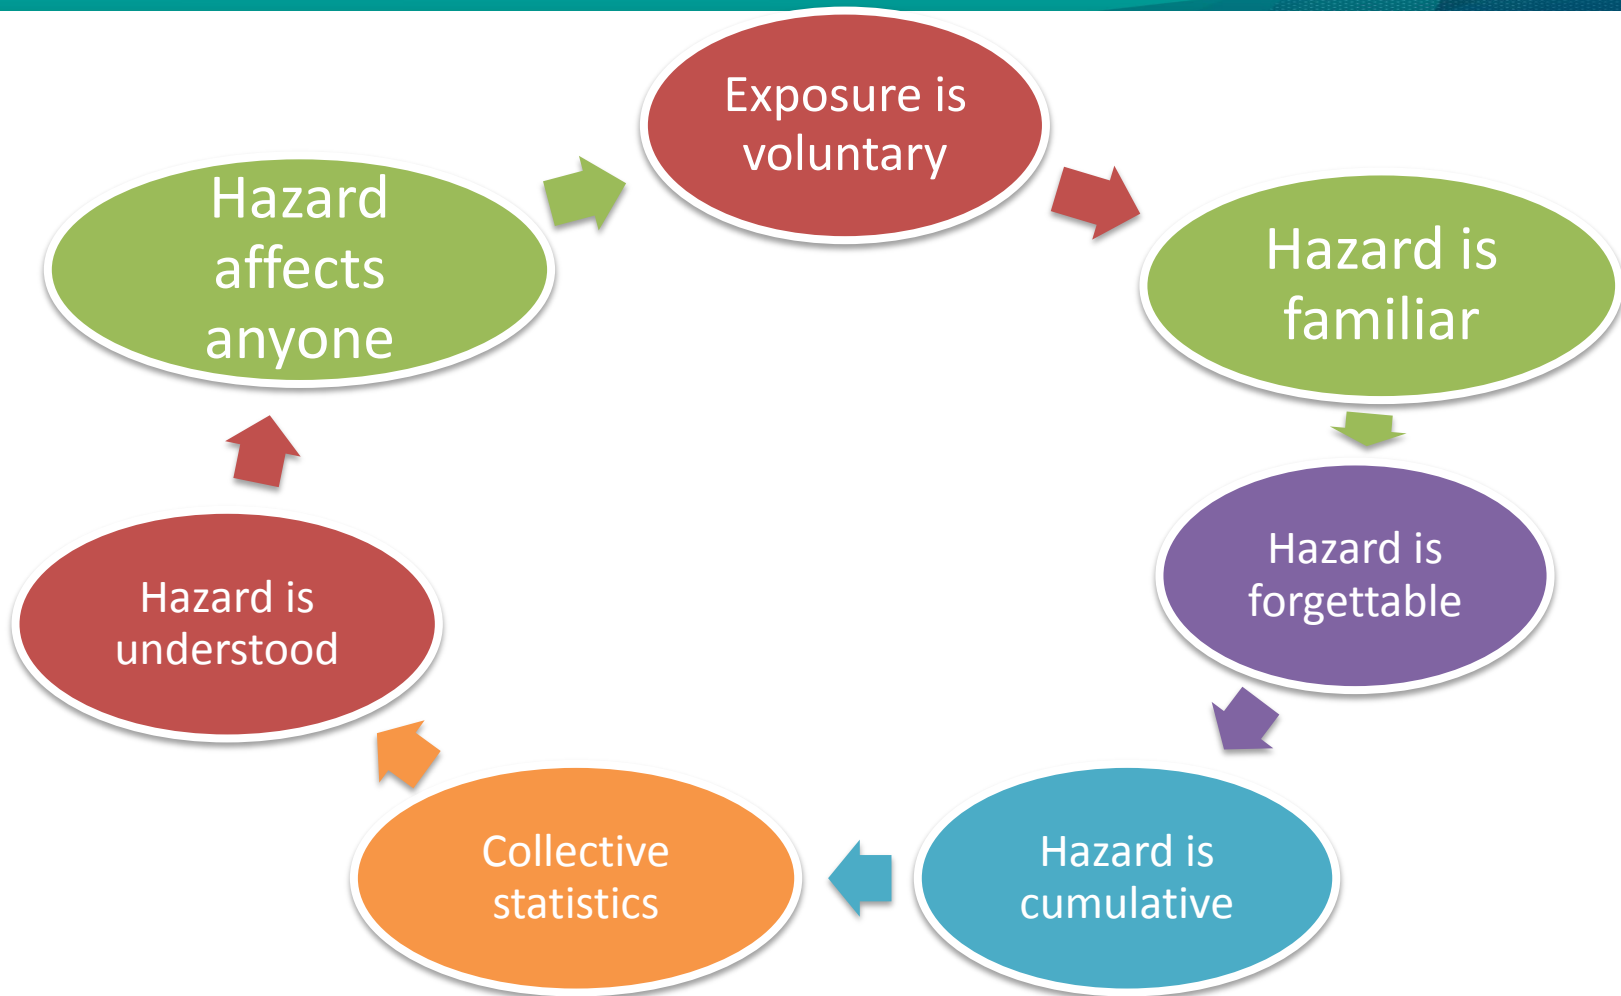 Exposure is
voluntary
Hazard is
familiar
Hazard is
forgettable
Hazard is
cumulative
Collective
statistics
Hazard is
understood
Hazard
affects
anyone